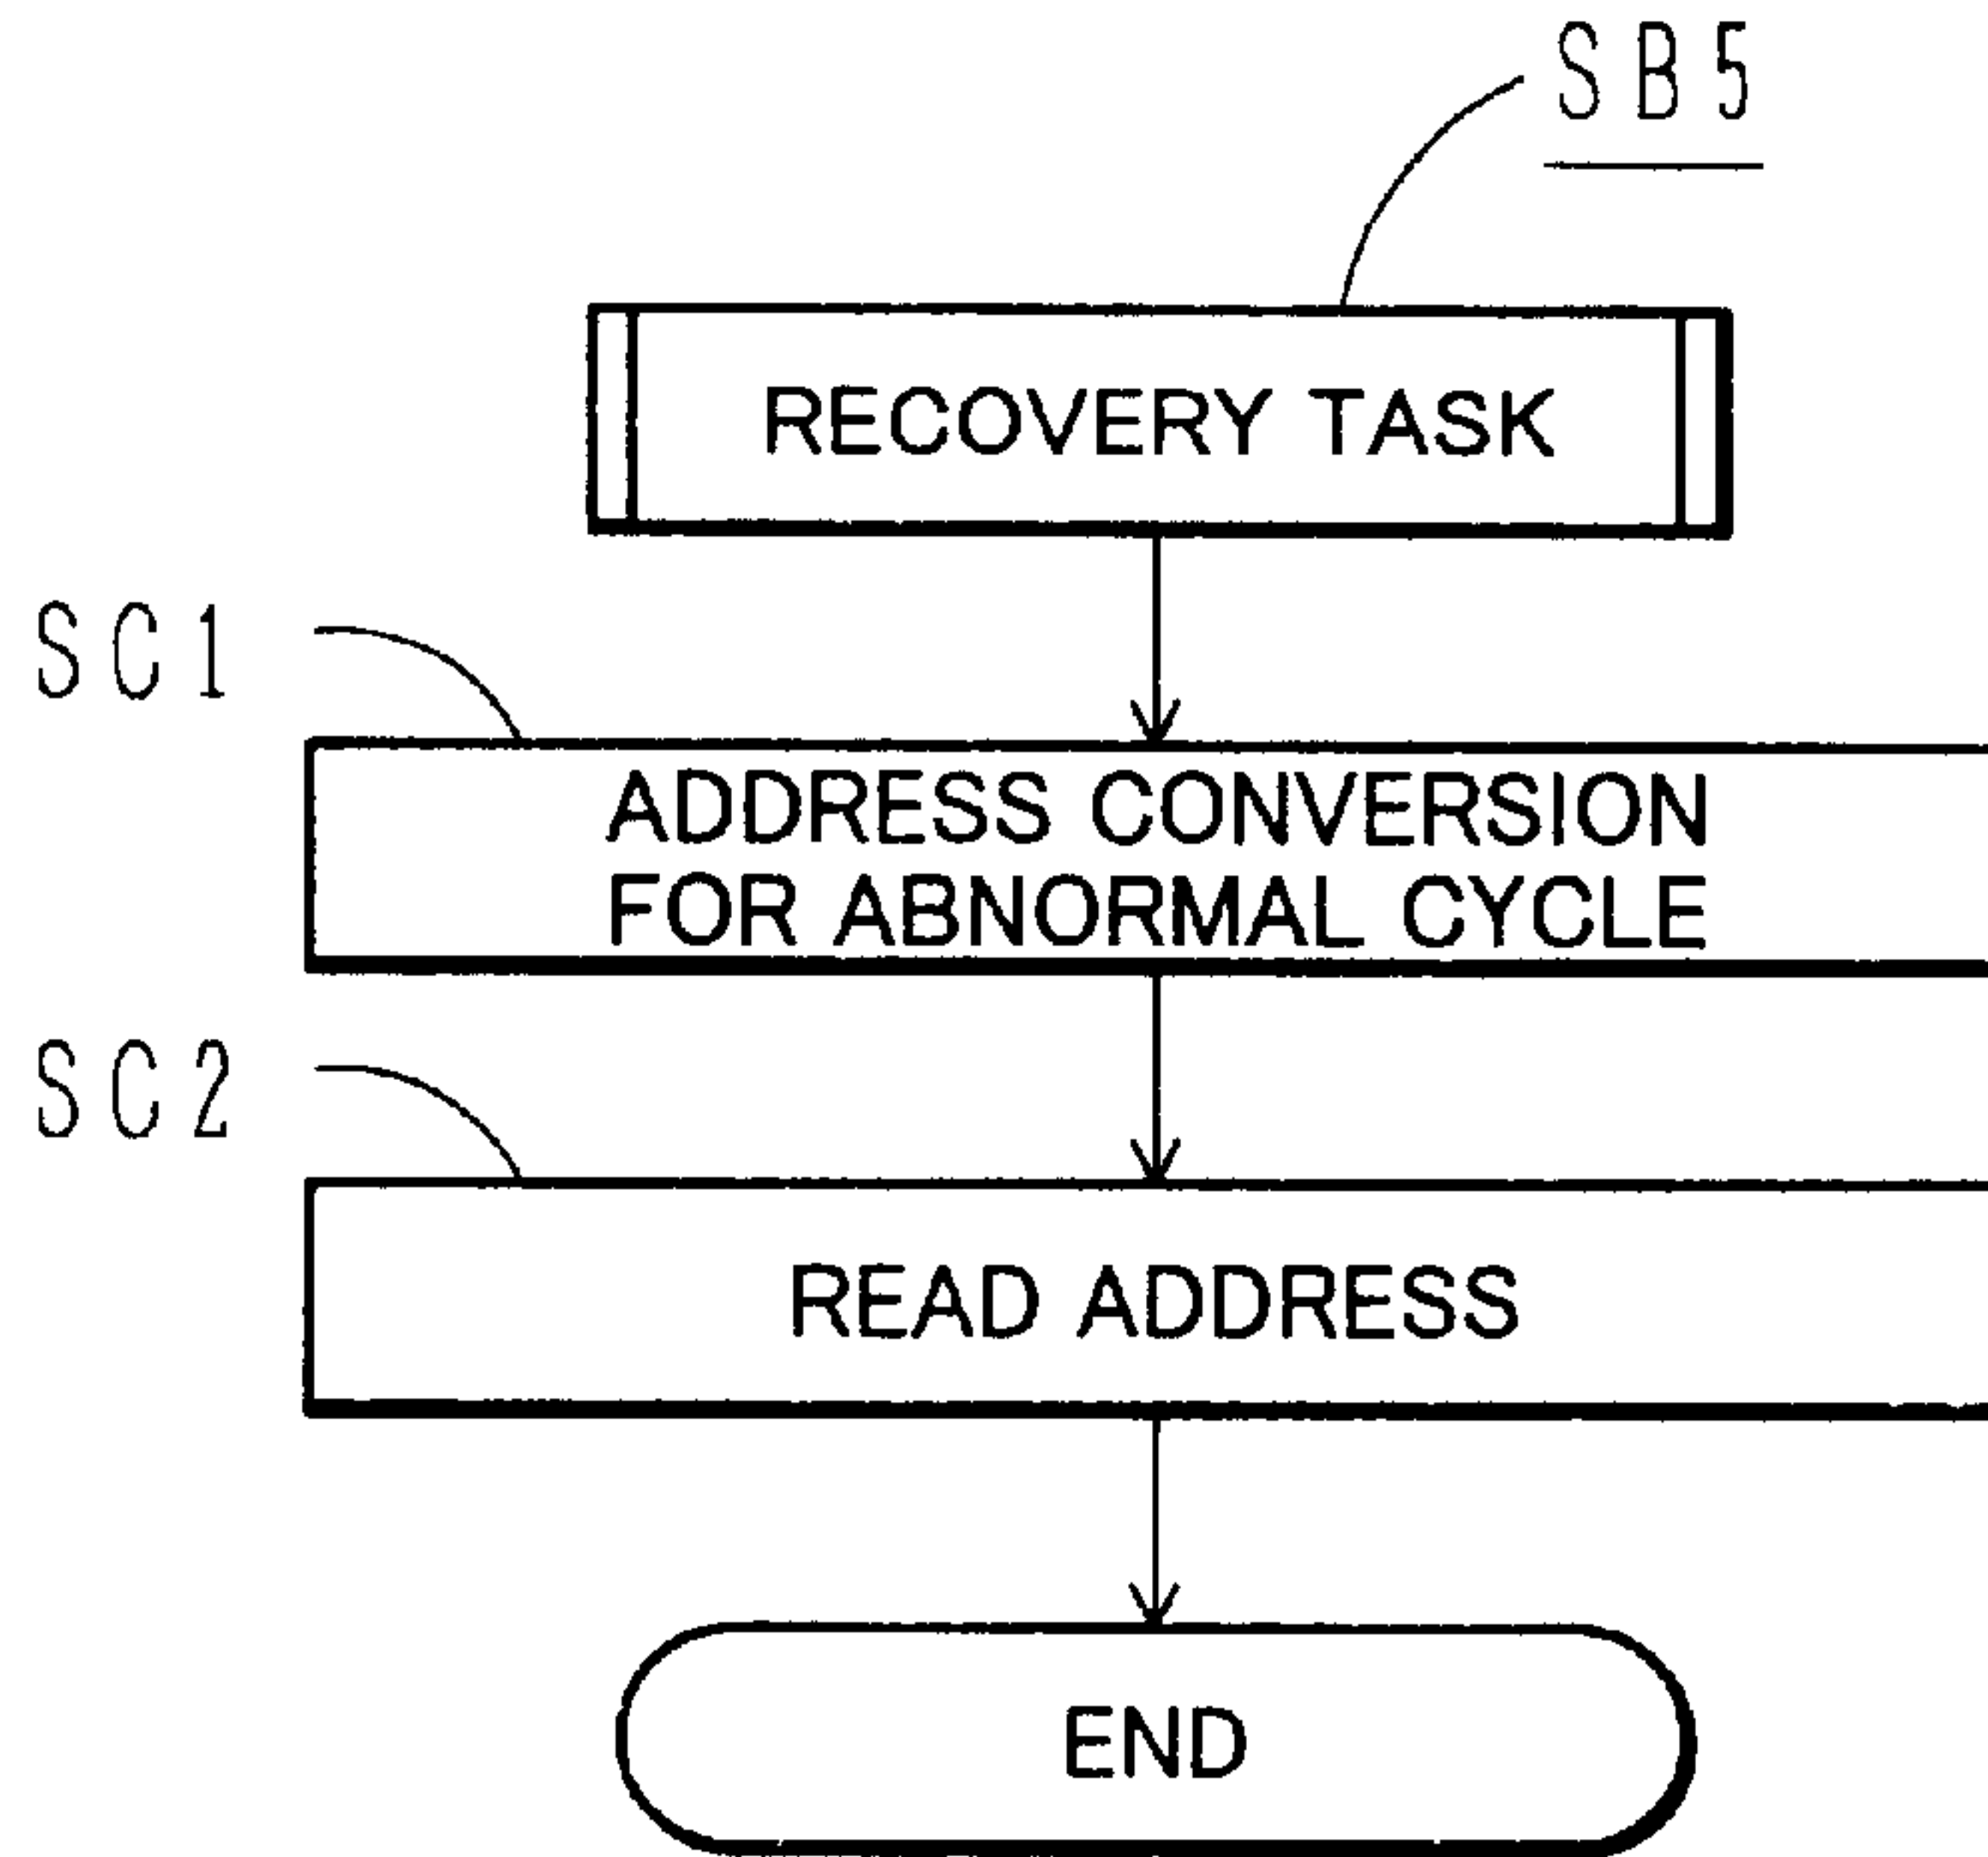 SB5
RECOVERY TASK
SC1
ADDRESS CONVERSION
FOR ABNORMAL CYCLE
SC2
READ ADDRESS
END